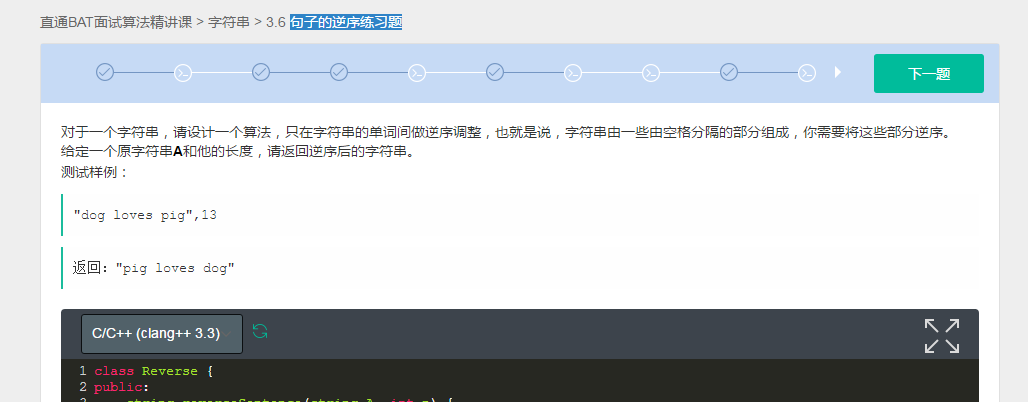 直通BAT面试算法精讲课 > 字符串 > 3.6 句子的逆序练习题
下一题
对于一个字符串，请设计一个算法，只在字符串的单词间做逆序调整，也就是说，字符串由一些由空格分隔的部分组成，你需要将这些部分逆序。
给定一个原字符串A和他的长度，请返回逆序后的字符串。
测试样例：
"dog loves pig",13
返回："pig loves dog"
C/C++ (clang++ 3.3)
1 class Reverse {
2 public: